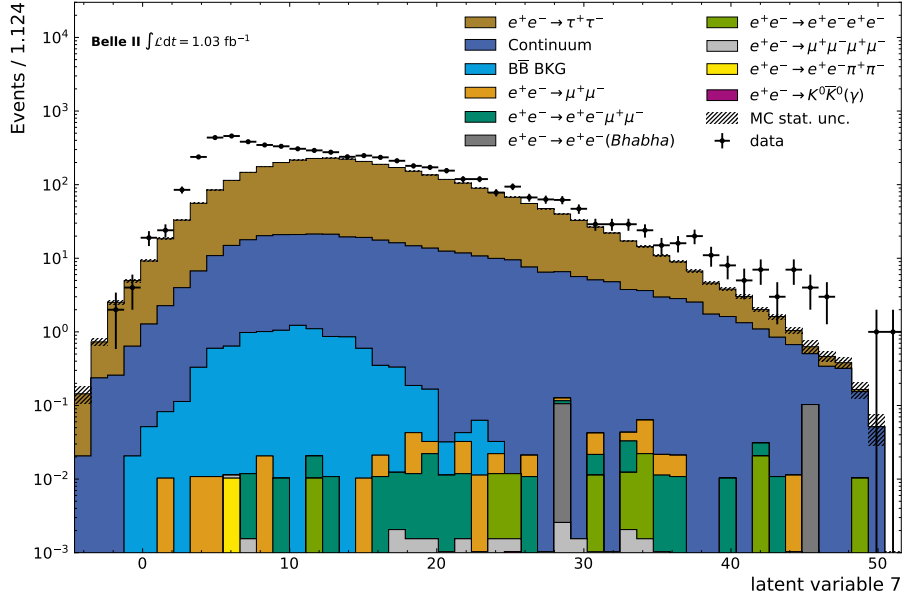 Events / 1.124
Belle II ∫ℒdt = 1.03 fb⁻¹
e⁺e⁻→τ⁺τ⁻
Continuum
BB̅ BKG
e⁺e⁻→μ⁺μ⁻
e⁺e⁻→e⁺e⁻μ⁺μ⁻
e⁺e⁻→e⁺e⁻(Bhabha)
e⁺e⁻→e⁺e⁻e⁺e⁻
e⁺e⁻→μ⁺μ⁻μ⁺μ⁻
e⁺e⁻→e⁺e⁻π⁺π⁻
e⁺e⁻→K⁰K̅⁰(γ)
MC stat. unc.
data
10⁴
10³
10²
10¹
10⁰
10⁻¹
10⁻²
10⁻³
0 10 20 30 40 50
latent variable 7